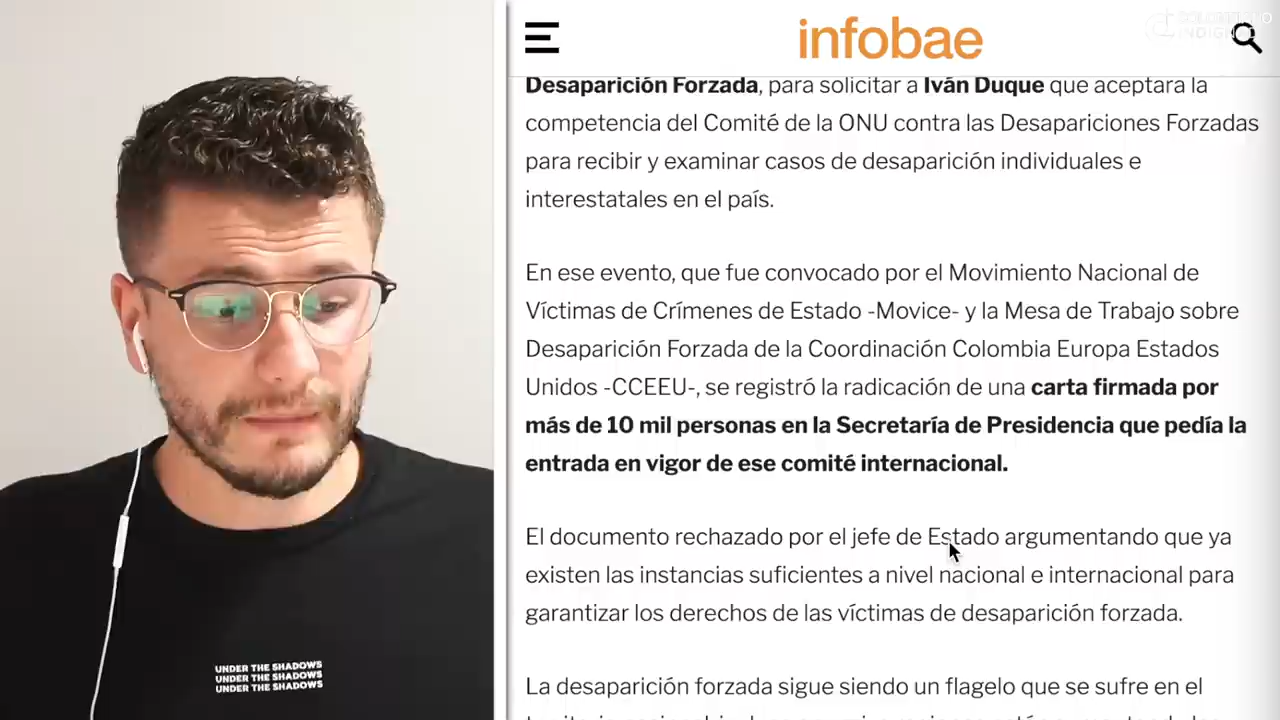 infobae
COLOMBIANO
INDIGNADO
Desaparición Forzada, para solicitar a Iván Duque que aceptara la
competencia del Comité de la ONU contra las Desapariciones Forzadas
para recibir y examinar casos de desaparición individuales e
interestatales en el país.
En ese evento, que fue convocado por el Movimiento Nacional de
Víctimas de Crímenes de Estado -Movice- y la Mesa de Trabajo sobre
Desaparición Forzada de la Coordinación Colombia Europa Estados
Unidos -CCEEU-, se registró la radicación de una carta firmada por
más de 10 mil personas en la Secretaría de Presidencia que pedía la
entrada en vigor de ese comité internacional.
El documento rechazado por el jefe de Estado argumentando que ya
existen las instancias suficientes a nivel nacional e internacional para
garantizar los derechos de las víctimas de desaparición forzada.
La desaparición forzada sigue siendo un flagelo que se sufre en el
UNDER THE SHADOWS
UNDER THE SHADOWS
UNDER THE SHADOWS